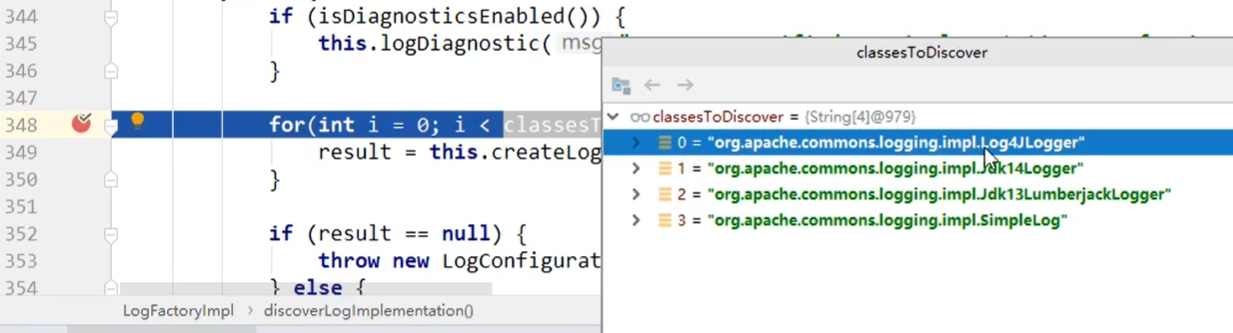 344 if (isDiagnosticsEnabled()) {
345 this.logDiagnostic( msg
346 }
347
348 for(int i = 0; i < classesT
349 result = this.createLog
350 }
351
352 if (result == null) {
353 throw new LogConfigurat
354 } else {
LogFactoryImpl > discoverLogImplementation()
classesToDiscover
classesToDiscover = {String[4]@979}
0 = "org.apache.commons.logging.impl.Log4JLogger"
1 = "org.apache.commons.logging.impl.Jdk14Logger"
2 = "org.apache.commons.logging.impl.Jdk13LumberjackLogger"
3 = "org.apache.commons.logging.impl.SimpleLog"